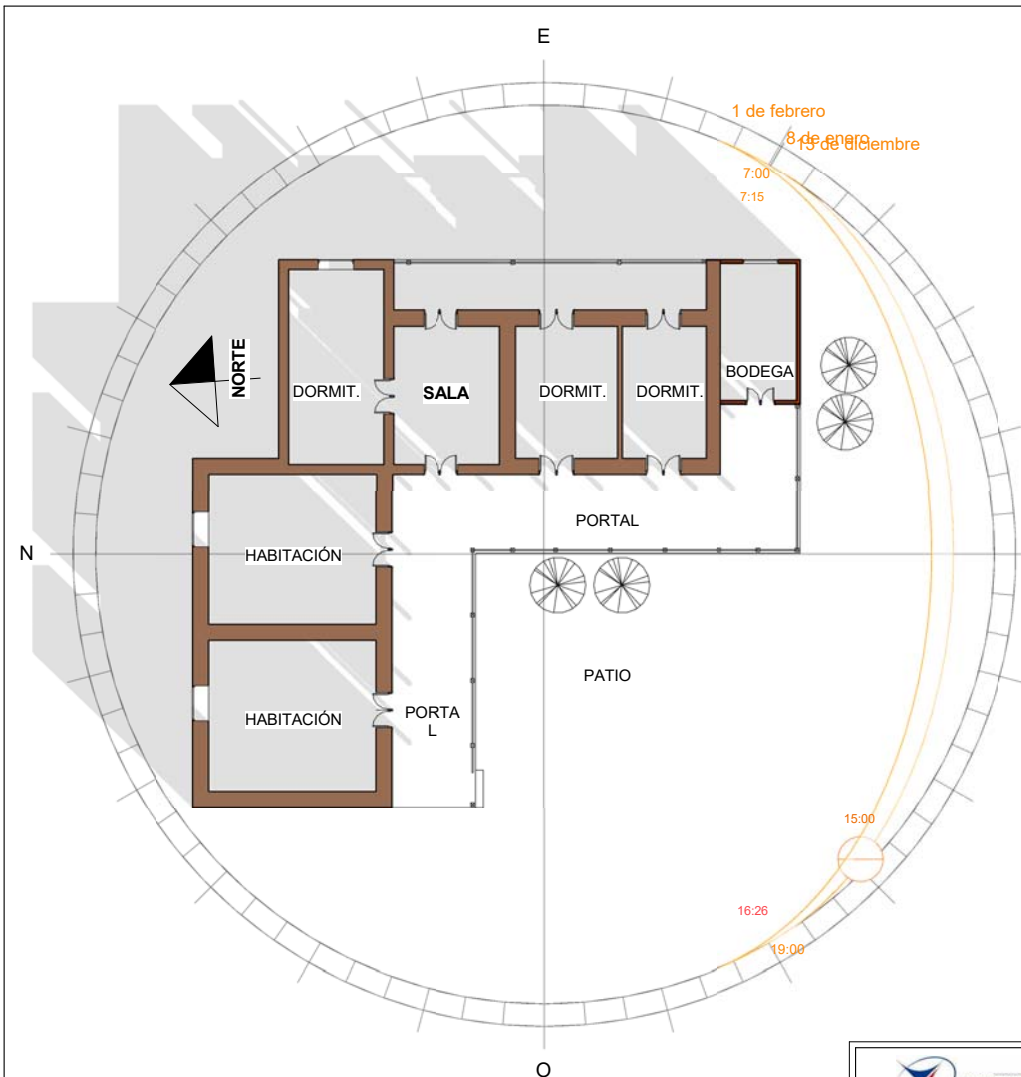 E
1 de febrero
8 de enero
19 de diciembre
7:00
7:15
NORTE
DORMIT.
SALA
DORMIT.
DORMIT.
BODEGA
PORTAL
N
HABITACIÓN
PATIO
HABITACIÓN
PORTA
L
15:00
16:26
19:00
O